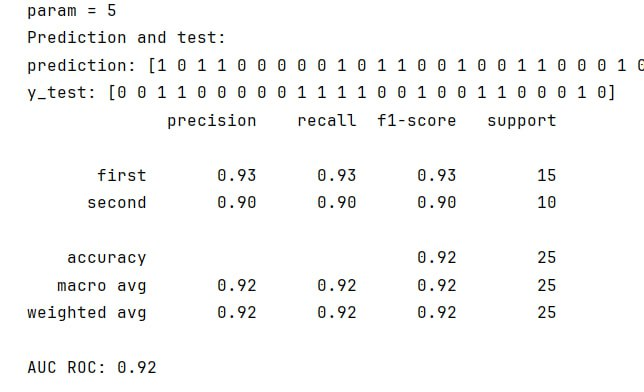 param = 5
Prediction and test:
prediction: [1 0 1 1 0 0 0 0 0 1 0 1 1 0 0 1 0 0 1 1 0 0 0 1 0
y_test: [0 0 1 1 0 0 0 0 0 1 1 1 1 0 0 1 0 0 1 1 0 0 0 1 0]
precision recall f1-score support
first 0.93 0.93 0.93 15
second 0.90 0.90 0.90 10
accuracy 0.92 25
macro avg 0.92 0.92 0.92 25
weighted avg 0.92 0.92 0.92 25
AUC ROC: 0.92